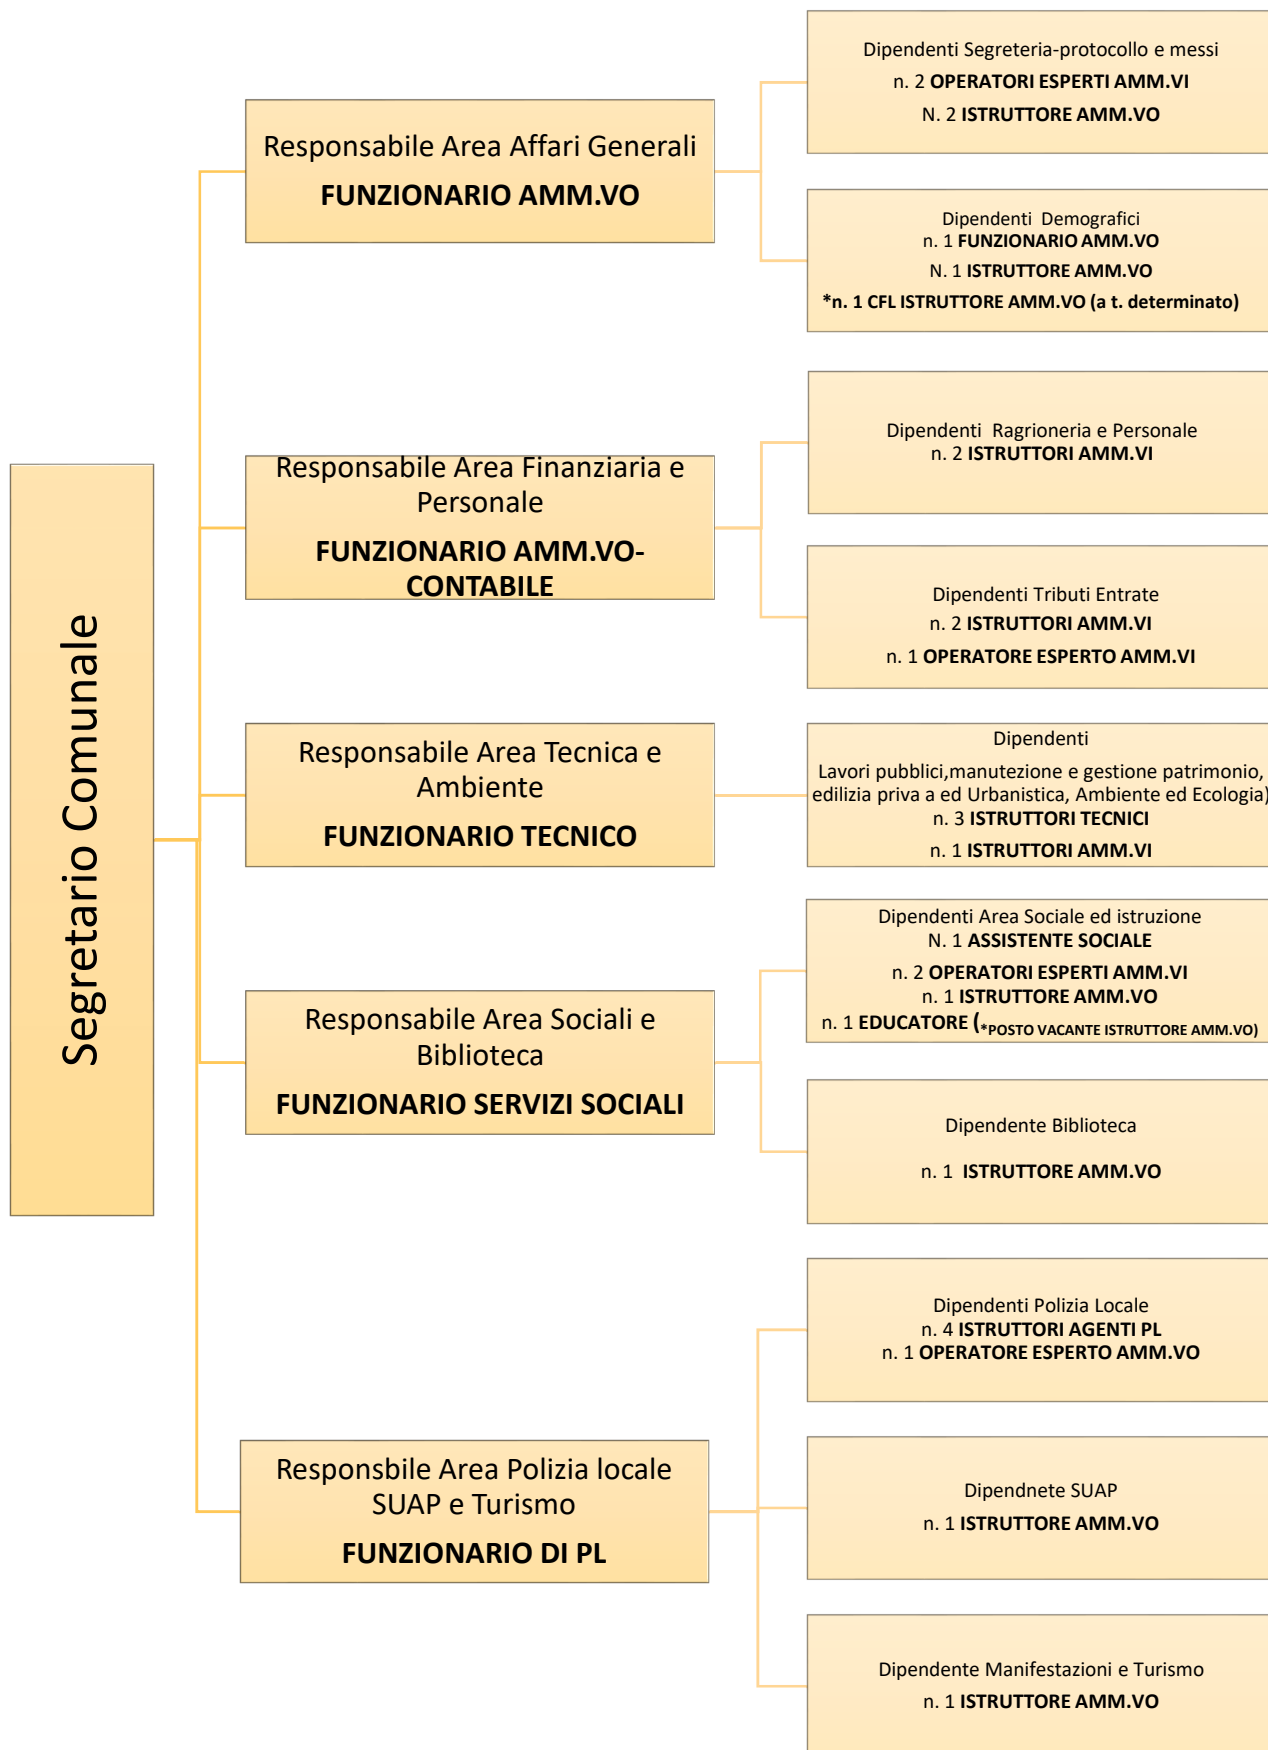 Segretario Comunale
Responsabile Area Affari Generali
FUNZIONARIO AMM.VO
Dipendenti Segreteria-protocollo e messi
n. 2 OPERATORI ESPERTI AMM.VI
N. 2 ISTRUTTORE AMM.VO
Dipendenti Demografici
n. 1 FUNZIONARIO AMM.VO
N. 1 ISTRUTTORE AMM.VO
*n. 1 CFL ISTRUTTORE AMM.VO (a t. determinato)
Responsabile Area Finanziaria e
Personale
FUNZIONARIO AMM.VO-
CONTABILE
Dipendenti Ragrioneria e Personale
n. 2 ISTRUTTORI AMM.VI
Dipendenti Tributi Entrate
n. 2 ISTRUTTORI AMM.VI
n. 1 OPERATORE ESPERTO AMM.VI
Responsabile Area Tecnica e
Ambiente
FUNZIONARIO TECNICO
Dipendenti
Lavori pubblici,manutezione e gestione patrimonio,
edilizia priva a ed Urbanistica, Ambiente ed Ecologia)
n. 3 ISTRUTTORI TECNICI
n. 1 ISTRUTTORI AMM.VI
Responsabile Area Sociali e
Biblioteca
FUNZIONARIO SERVIZI SOCIALI
Dipendenti Area Sociale ed istruzione
N. 1 ASSISTENTE SOCIALE
n. 2 OPERATORI ESPERTI AMM.VI
n. 1 ISTRUTTORE AMM.VO
n. 1 EDUCATORE (*POSTO VACANTE ISTRUTTORE AMM.VO)
Dipendente Biblioteca
n. 1 ISTRUTTORE AMM.VO
Responsbile Area Polizia locale
SUAP e Turismo
FUNZIONARIO DI PL
Dipendenti Polizia Locale
n. 4 ISTRUTTORI AGENTI PL
n. 1 OPERATORE ESPERTO AMM.VO
Dipendnete SUAP
n. 1 ISTRUTTORE AMM.VO
Dipendente Manifestazioni e Turismo
n. 1 ISTRUTTORE AMM.VO